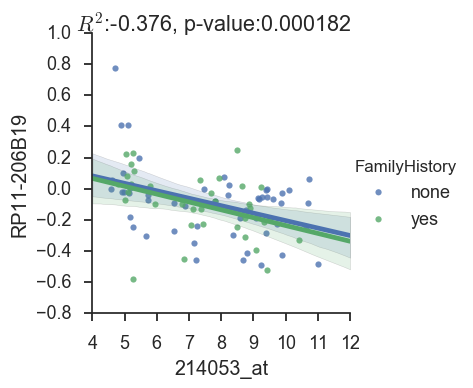 R²:-0.376, p-value:0.000182
1.0
0.8
0.6
0.4
0.2
0.0
−0.2
−0.4
−0.6
−0.8
RP11-206B19
4 5 6 7 8 9 10 11 12
214053_at
FamilyHistory
none
yes